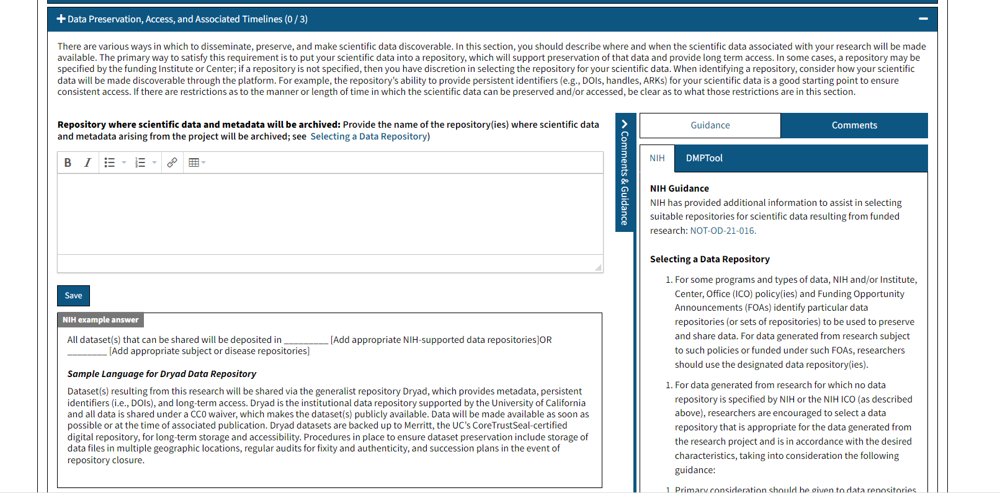 Data Preservation, Access, and Associated Timelines (0 / 3)
There are various ways in which to disseminate, preserve, and make scientific data discoverable. In this section, you should describe where and when the scientific data associated with your research will be made
available. The primary way to satisfy this requirement is to put your scientific data into a repository, which will support preservation of that data and provide long term access. In some cases, a repository may be
specified by the funding Institute or Center; if a repository is not specified, then you have discretion in selecting the repository for your scientific data. When identifying a repository, consider how your scientific
data will be made discoverable through the platform. For example, the repository's ability to provide persistent identifiers (e.g., DOIs, handles, ARKs) for your scientific data is a good starting point to ensure
consistent access. If there are restrictions as to the manner or length of time in which the scientific data can be preserved and/or accessed, be clear as to what those restrictions are in this section.
Repository where scientific data and metadata will be archived: Provide the name of the repository(ies) where scientific data
and metadata arising from the project will be archived; see Selecting a Data Repository)
B I
Save
NIH example answer
All dataset(s) that can be shared will be deposited in _________ [Add appropriate NIH-supported data repositories]OR
________ [Add appropriate subject or disease repositories]
Sample Language for Dryad Data Repository
Dataset(s) resulting from this research will be shared via the generalist repository Dryad, which provides metadata, persistent
identifiers (i.e., DOIs), and long-term access. Dryad is the institutional data repository supported by the University of California
and all data is shared under a CC0 waiver, which makes the dataset(s) publicly available. Data will be made available as soon as
possible or at the time of associated publication. Dryad datasets are backed up to Merritt, the UC's CoreTrustSeal-certified
digital repository, for long-term storage and accessibility. Procedures in place to ensure dataset preservation include storage of
data files in multiple geographic locations, regular audits for fixity and authenticity, and succession plans in the event of
repository closure.
Comments & Guidance
Guidance
Comments
NIH
DMPTool
NIH Guidance
NIH has provided additional information to assist in selecting
suitable repositories for scientific data resulting from funded
research: NOT-OD-21-016.
Selecting a Data Repository
1. For some programs and types of data, NIH and/or Institute,
Center, Office (ICO) policy(ies) and Funding Opportunity
Announcements (FOAs) identify particular data
repositories (or sets of repositories) to be used to preserve
and share data. For data generated from research subject
to such policies or funded under such FOAs, researchers
should use the designated data repository(ies).
1. For data generated from research for which no data
repository is specified by NIH or the NIH ICO (as described
above), researchers are encouraged to select a data
repository that is appropriate for the data generated from
the research project and is in accordance with the desired
characteristics, taking into consideration the following
guidance:
1. Primary consideration should be given to data repositories